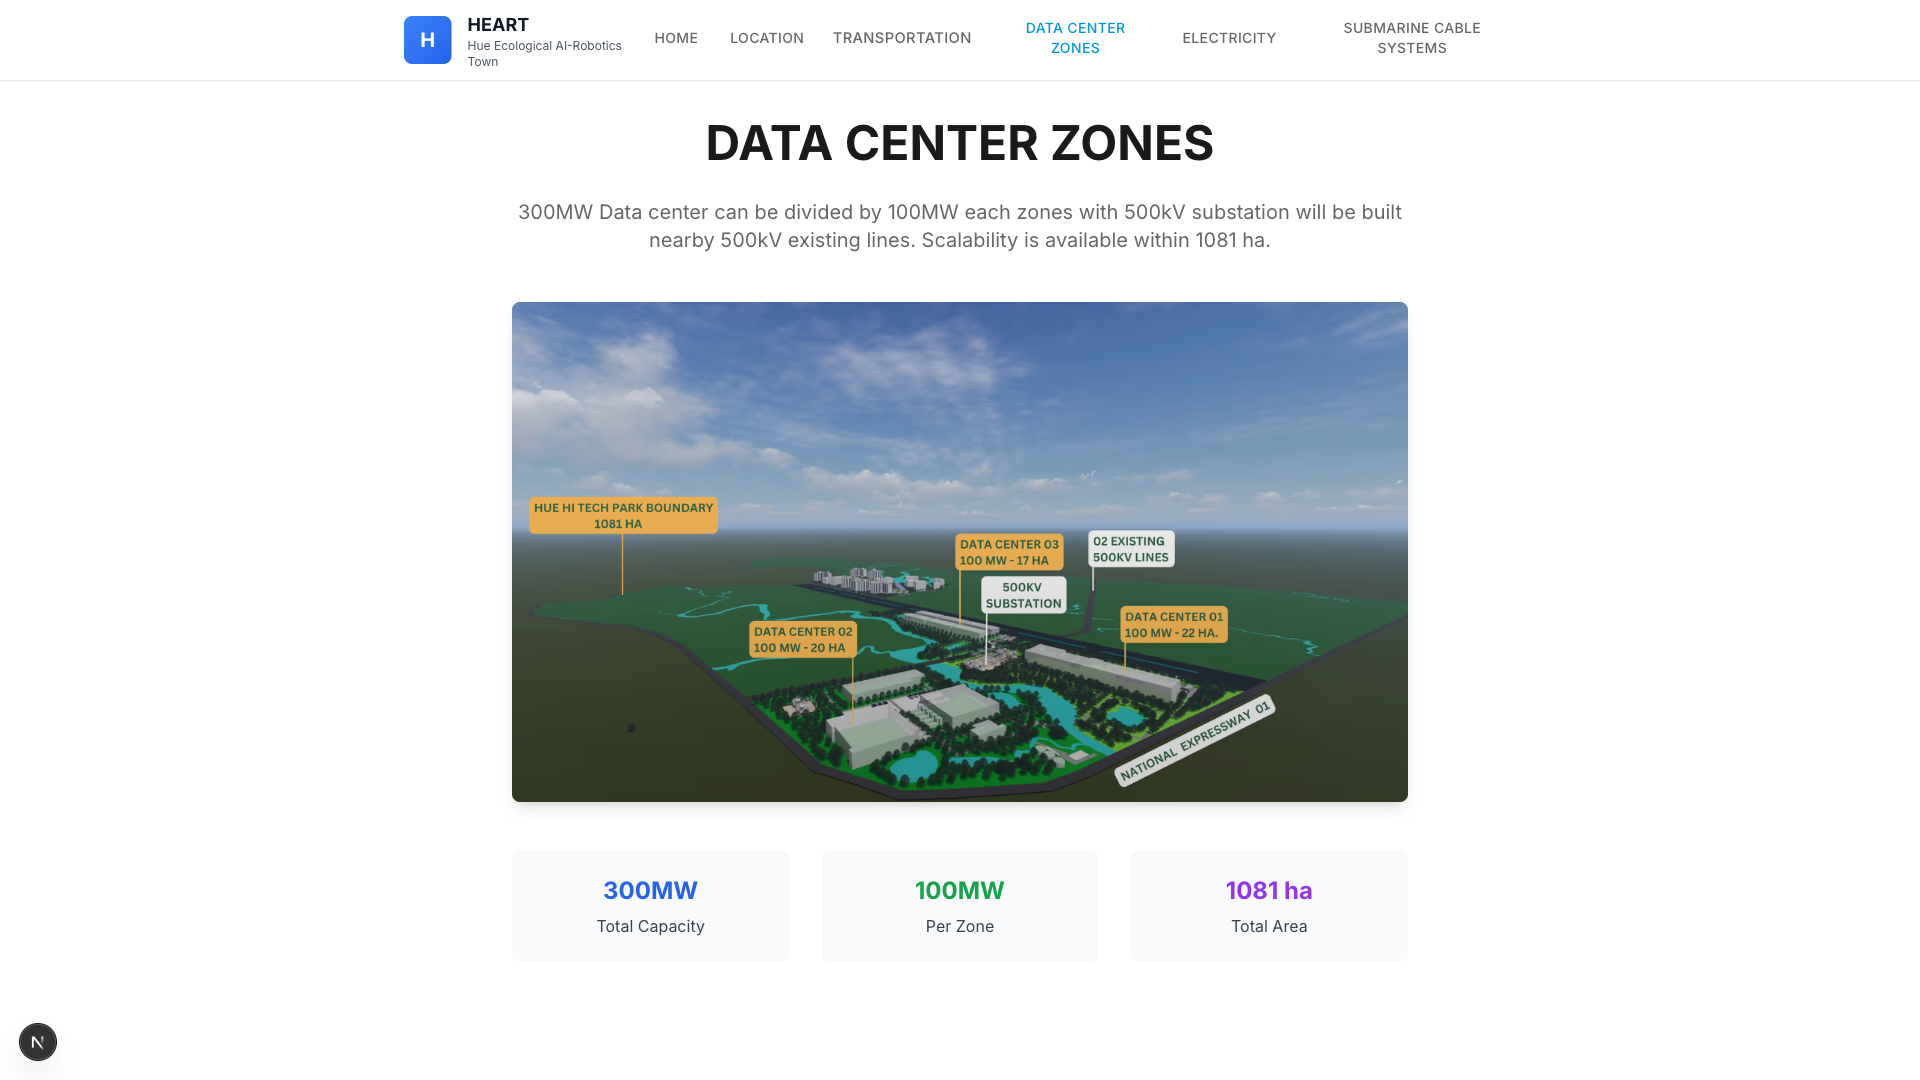 H
HEART
Hue Ecological AI-Robotics
Town
HOME
LOCATION
TRANSPORTATION
DATA CENTER
ZONES
ELECTRICITY
SUBMARINE CABLE
SYSTEMS
DATA CENTER ZONES
300MW Data center can be divided by 100MW each zones with 500kV substation will be built
nearby 500kV existing lines. Scalability is available within 1081 ha.
HUE HI TECH PARK BOUNDARY
1081 HA
DATA CENTER 03
100 MW - 17 HA
02 EXISTING
500KV LINES
500KV
SUBSTATION
DATA CENTER 01
100 MW - 22 HA.
DATA CENTER 02
100 MW - 20 HA
NATIONAL EXPRESSWAY 01
300MW
Total Capacity
100MW
Per Zone
1081 ha
Total Area
N